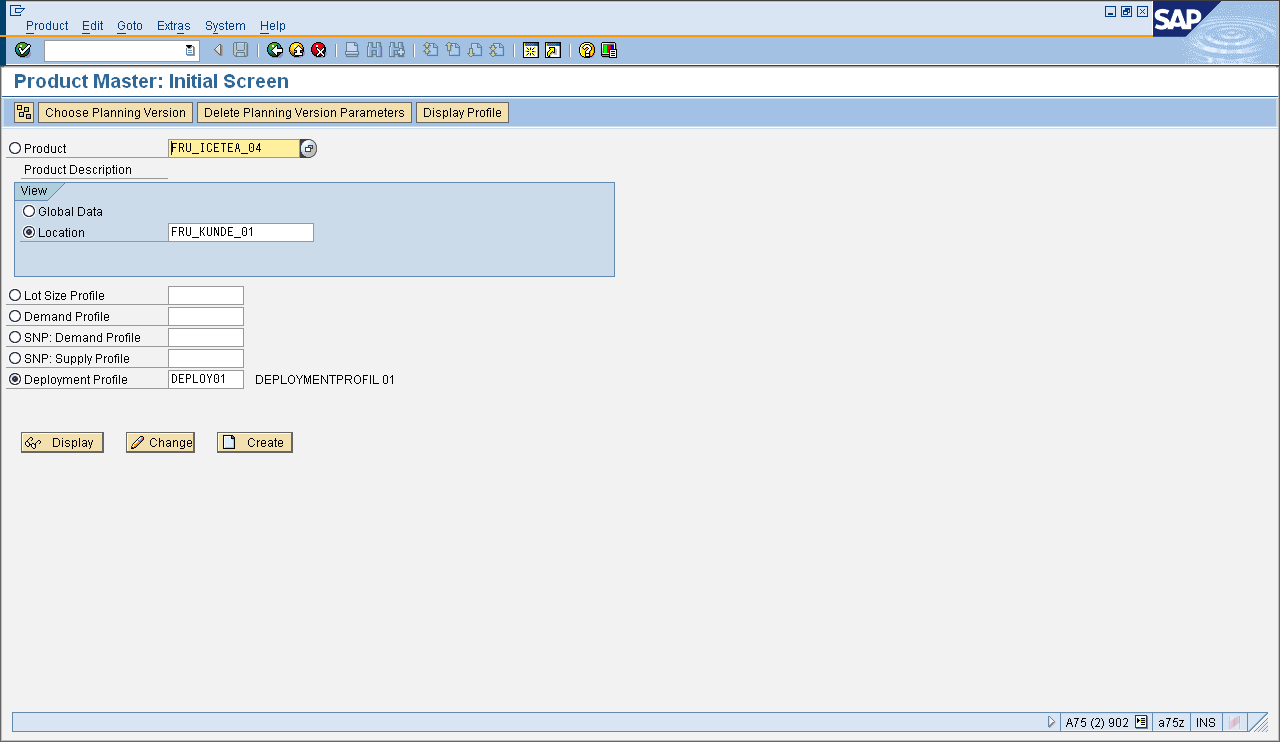 Product Edit Goto Extras System Help
SAP
Product Master: Initial Screen
Choose Planning Version Delete Planning Version Parameters Display Profile
Product FRU_ICETEA_04
Product Description
View
Global Data
Location FRU_KUNDE_01
Lot Size Profile
Demand Profile
SNP: Demand Profile
SNP: Supply Profile
Deployment Profile DEPLOY01 DEPLOYMENTPROFIL 01
Display Change Create
A75 (2) 902 a75z INS